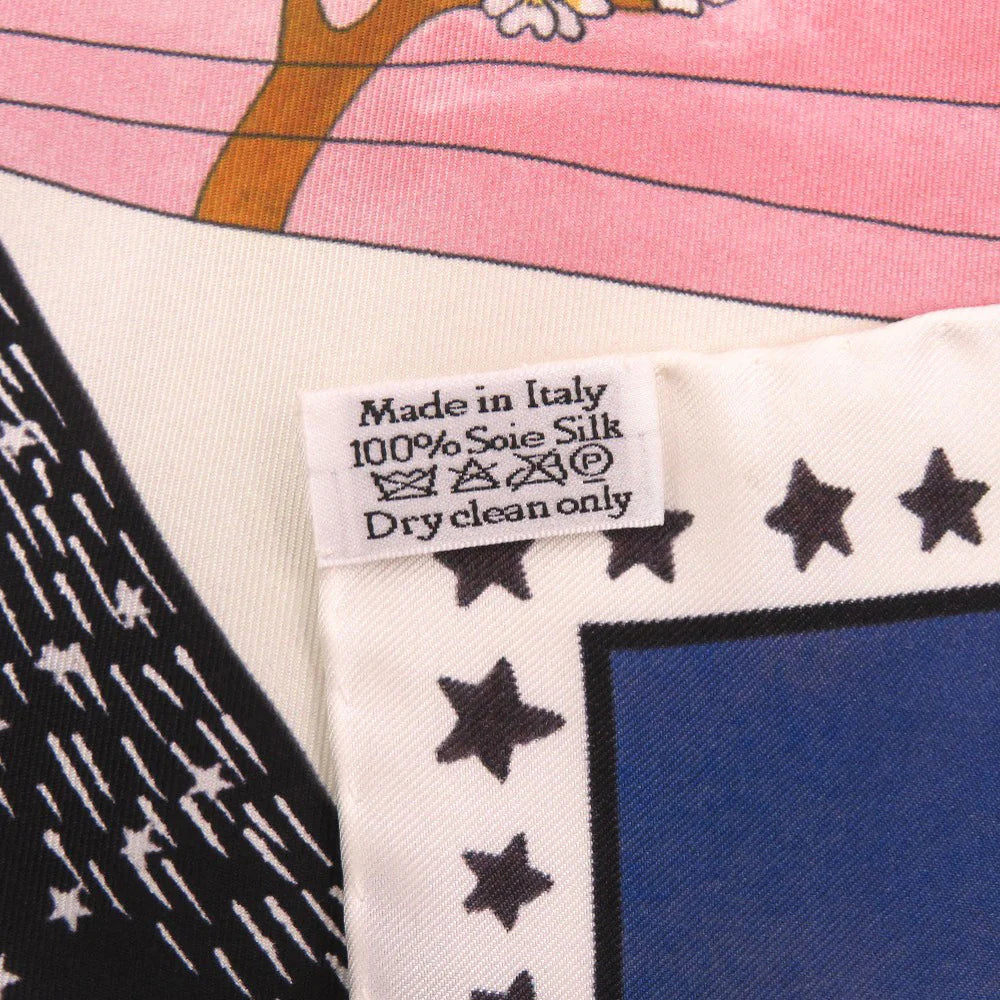 Made in Italy
100% Soie Silk
P
Dry clean only